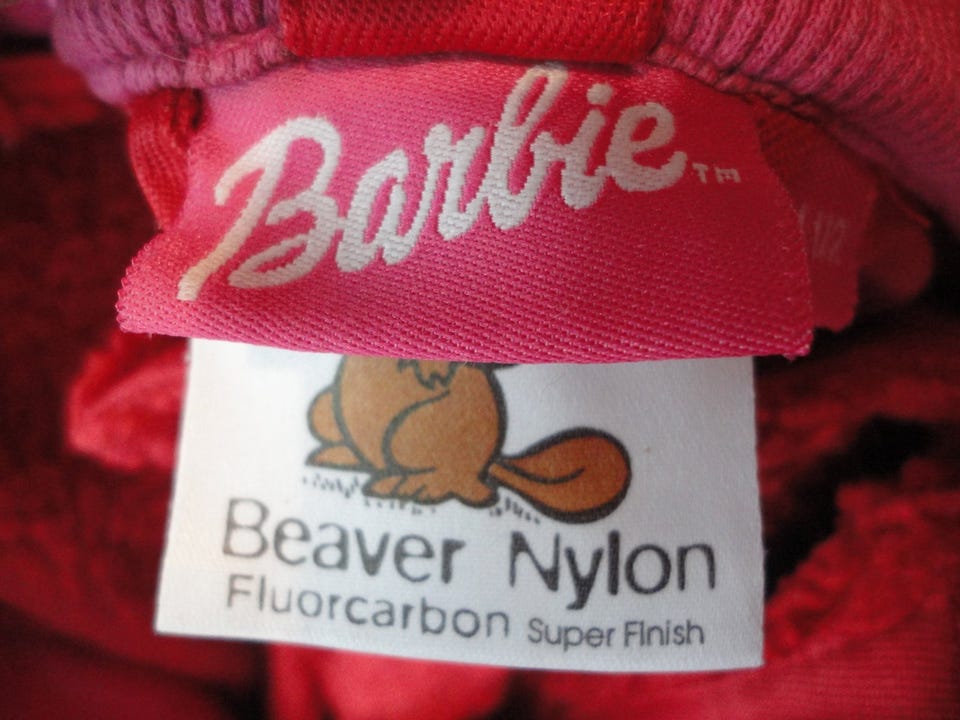 Barbie™
Beaver Nylon
Fluorcarbon Super FInish